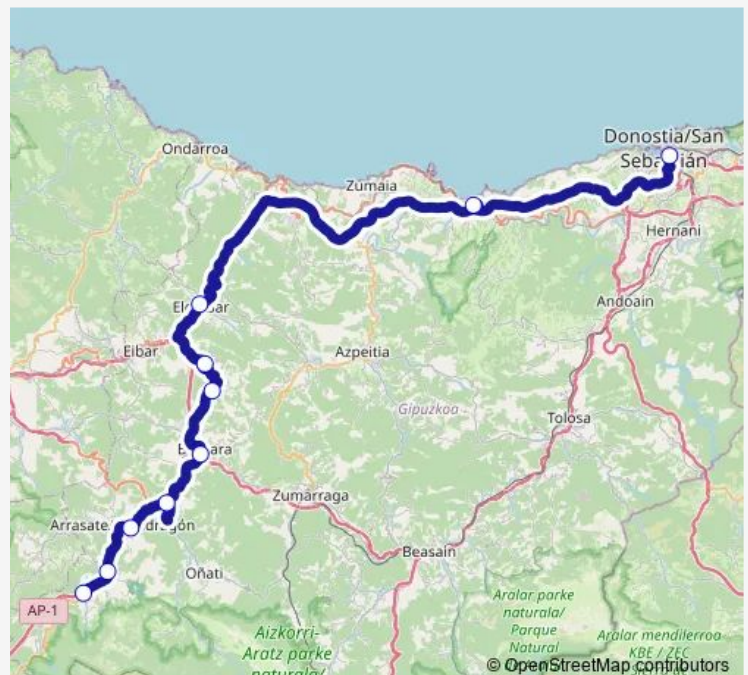 Donostia/San
Sebastián
Ondarroa
Zumaia
Hernani
Andoain
Eibar
Azpeitia
Gipuzkoa
Tolosa
Zumarraga
Beasain
Oñati
AP-1
Aralar parke
naturala/
Parque
Natural
Aralar mendilerroa
KBE / ZEC
Aizkorri-
Aratz parke
naturala/
© OpenStreetMap contributors